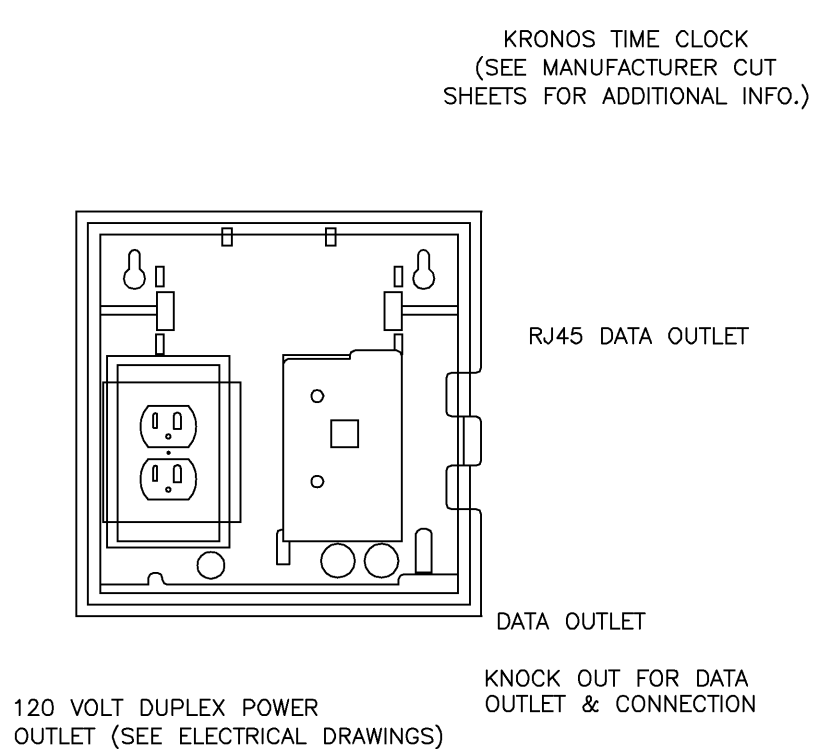 KRONOS TIME CLOCK
(SEE MANUFACTURER CUT
SHEETS FOR ADDITIONAL INFO.)
RJ45 DATA OUTLET
DATA OUTLET
KNOCK OUT FOR DATA
OUTLET & CONNECTION
120 VOLT DUPLEX POWER
OUTLET (SEE ELECTRICAL DRAWINGS)